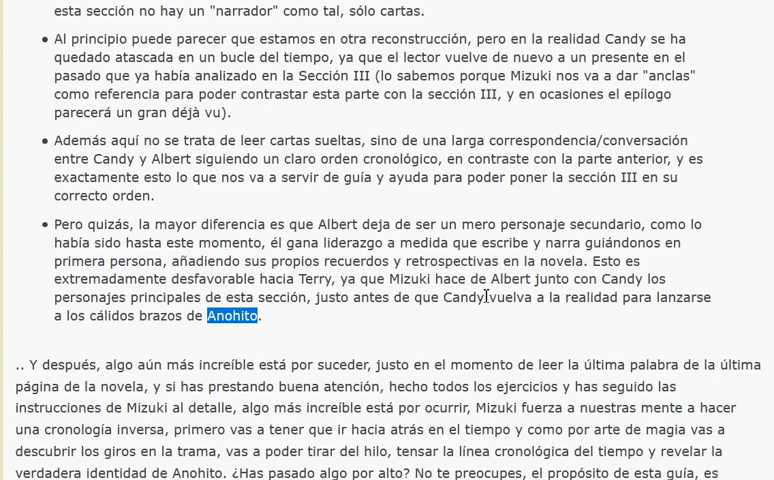 esta sección no hay un "narrador" como tal, sólo cartas.
• Al principio puede parecer que estamos en otra reconstrucción, pero en la realidad Candy se ha
quedado atascada en un bucle del tiempo, ya que el lector vuelve de nuevo a un presente en el
pasado que ya había analizado en la Sección III (lo sabemos porque Mizuki nos va a dar "anclas"
como referencia para poder contrastar esta parte con la sección III, y en ocasiones el epílogo
parecerá un gran déjà vu).
• Además aquí no se trata de leer cartas sueltas, sino de una larga correspondencia/conversación
entre Candy y Albert siguiendo un claro orden cronológico, en contraste con la parte anterior, y es
exactamente esto lo que nos va a servir de guía y ayuda para poder poner la sección III en su
correcto orden.
• Pero quizás, la mayor diferencia es que Albert deja de ser un mero personaje secundario, como lo
había sido hasta este momento, él gana liderazgo a medida que escribe y narra guiándonos en
primera persona, añadiendo sus propios recuerdos y retrospectivas en la novela. Esto es
extremadamente desfavorable hacia Terry, ya que Mizuki hace de Albert junto con Candy los
personajes principales de esta sección, justo antes de que Candy vuelva a la realidad para lanzarse
a los cálidos brazos de Anohito.
.. Y después, algo aún más increíble está por suceder, justo en el momento de leer la última palabra de la última
página de la novela, y si has prestando buena atención, hecho todos los ejercicios y has seguido las
instrucciones de Mizuki al detalle, algo más increíble está por ocurrir, Mizuki fuerza a nuestras mente a hacer
una cronología inversa, primero vas a tener que ir hacia atrás en el tiempo y como por arte de magia vas a
descubrir los giros en la trama, vas a poder tirar del hilo, tensar la línea cronológica del tiempo y revelar la
verdadera identidad de Anohito. ¿Has pasado algo por alto? No te preocupes, el propósito de esta guía, es